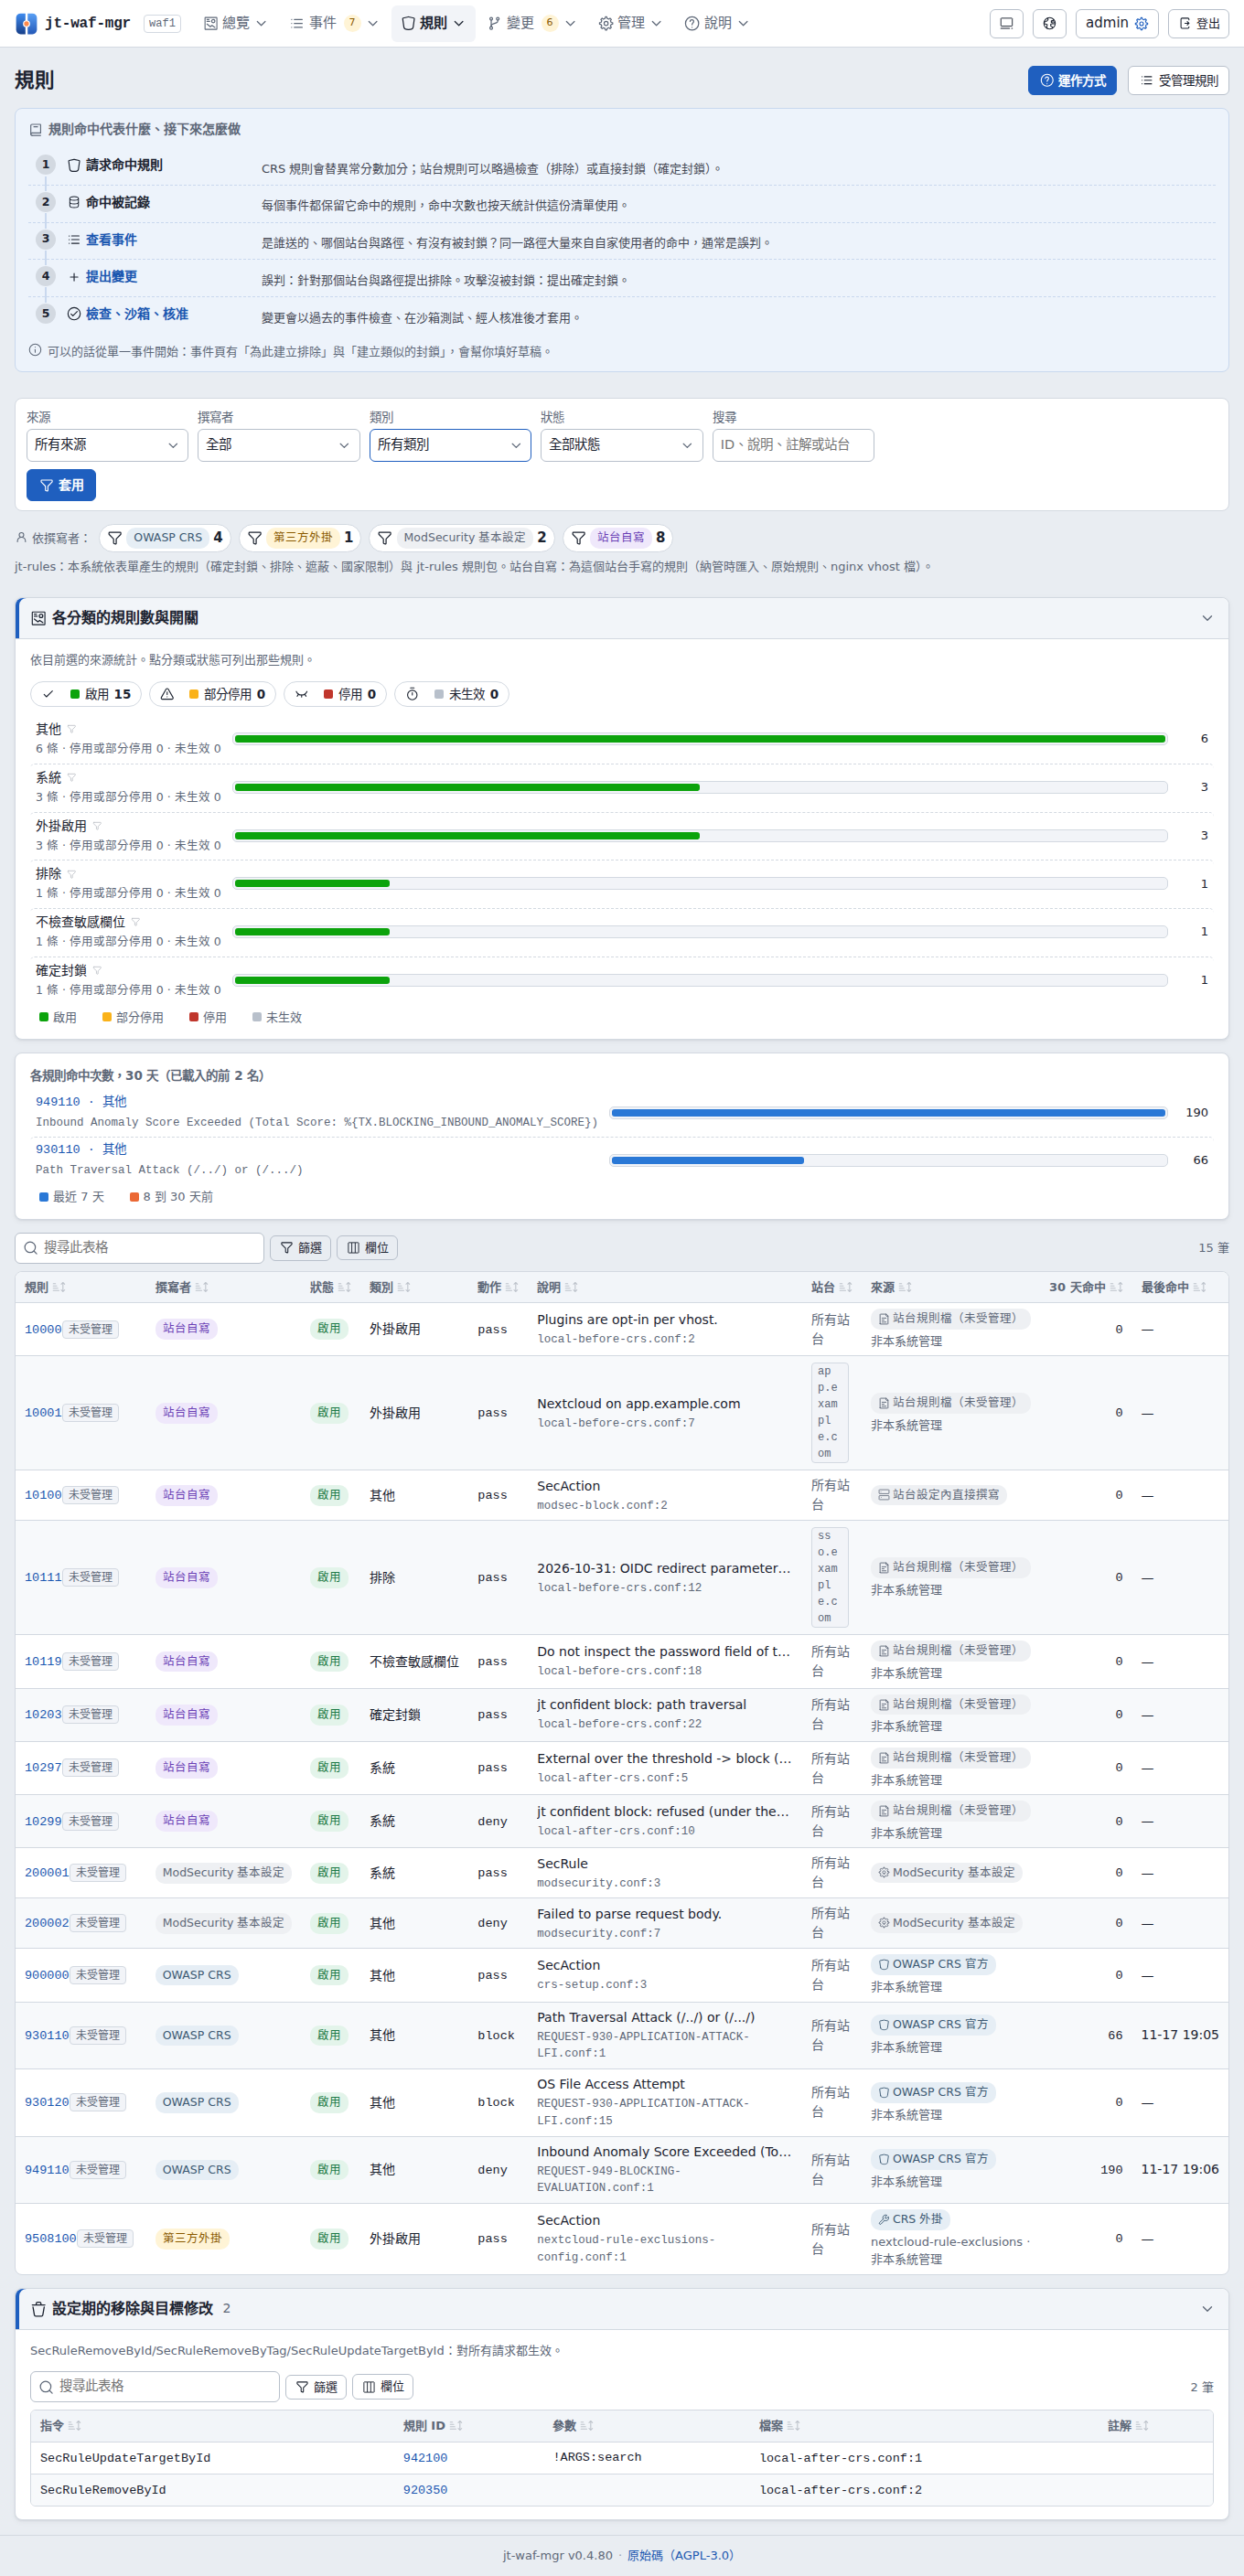 jt-waf-mgr waf1 總覽 事件 7 規則 變更 6 管理 說明 admin 登出
規則 運作方式 受管理規則
規則命中代表什麼、接下來怎麼做
1 請求命中規則 CRS 規則會替異常分數加分；站台規則可以略過檢查（排除）或直接封鎖（確定封鎖）。
2 命中被記錄 每個事件都保留它命中的規則，命中次數也按天統計供這份清單使用。
3 查看事件 是誰送的、哪個站台與路徑、有沒有被封鎖？同一路徑大量來自自家使用者的命中，通常是誤判。
4 提出變更 誤判：針對那個站台與路徑提出排除。攻擊沒被封鎖：提出確定封鎖。
5 檢查、沙箱、核准 變更會以過去的事件檢查、在沙箱測試、經人核准後才套用。
可以的話從單一事件開始：事件頁有「為此建立排除」與「建立類似的封鎖」，會幫你填好草稿。
來源 撰寫者 類別 狀態 搜尋
所有來源 全部 所有類別 全部狀態 ID、說明、註解或站台
套用
依撰寫者： OWASP CRS 4 第三方外掛 1 ModSecurity 基本設定 2 站台自寫 8
jt-rules：本系統依表單產生的規則（確定封鎖、排除、遮蔽、國家限制）與 jt-rules 規則包。站台自寫：為這個站台手寫的規則（納管時匯入、原始規則、nginx vhost 檔）。
各分類的規則數與開關
依目前選的來源統計。點分類或狀態可列出那些規則。
啟用 15 部分停用 0 停用 0 未生效 0
其他
6 條 · 停用或部分停用 0 · 未生效 0 6
系統
3 條 · 停用或部分停用 0 · 未生效 0 3
外掛啟用
3 條 · 停用或部分停用 0 · 未生效 0 3
排除
1 條 · 停用或部分停用 0 · 未生效 0 1
不檢查敏感欄位
1 條 · 停用或部分停用 0 · 未生效 0 1
確定封鎖
1 條 · 停用或部分停用 0 · 未生效 0 1
啟用 部分停用 停用 未生效
各規則命中次數，30 天（已載入的前 2 名）
949110 · 其他
Inbound Anomaly Score Exceeded (Total Score: %{TX.BLOCKING_INBOUND_ANOMALY_SCORE}) 190
930110 · 其他
Path Traversal Attack (/../) or (/.../) 66
最近 7 天 8 到 30 天前
搜尋此表格 篩選 欄位 15 筆
規則 撰寫者 狀態 類別 動作 說明 站台 來源 30 天命中 最後命中
10000 未受管理 站台自寫 啟用 外掛啟用 pass Plugins are opt-in per vhost. 所有站台 站台規則檔（未受管理） 0 —
local-before-crs.conf:2 非本系統管理
10001 未受管理 站台自寫 啟用 外掛啟用 pass Nextcloud on app.example.com app.example.com 站台規則檔（未受管理） 0 —
local-before-crs.conf:7 非本系統管理
10100 未受管理 站台自寫 啟用 其他 pass SecAction 所有站台 站台設定內直接撰寫 0 —
modsec-block.conf:2
10111 未受管理 站台自寫 啟用 排除 pass 2026-10-31: OIDC redirect parameter… sso.example.com 站台規則檔（未受管理） 0 —
local-before-crs.conf:12 非本系統管理
10119 未受管理 站台自寫 啟用 不檢查敏感欄位 pass Do not inspect the password field of t… 所有站台 站台規則檔（未受管理） 0 —
local-before-crs.conf:18 非本系統管理
10203 未受管理 站台自寫 啟用 確定封鎖 pass jt confident block: path traversal 所有站台 站台規則檔（未受管理） 0 —
local-before-crs.conf:22 非本系統管理
10297 未受管理 站台自寫 啟用 系統 pass External over the threshold -> block (… 所有站台 站台規則檔（未受管理） 0 —
local-after-crs.conf:5 非本系統管理
10299 未受管理 站台自寫 啟用 系統 deny jt confident block: refused (under the… 所有站台 站台規則檔（未受管理） 0 —
local-after-crs.conf:10 非本系統管理
200001 未受管理 ModSecurity 基本設定 啟用 系統 pass SecRule 所有站台 ModSecurity 基本設定 0 —
modsecurity.conf:3
200002 未受管理 ModSecurity 基本設定 啟用 其他 deny Failed to parse request body. 所有站台 ModSecurity 基本設定 0 —
modsecurity.conf:7
900000 未受管理 OWASP CRS 啟用 其他 pass SecAction 所有站台 OWASP CRS 官方 0 —
crs-setup.conf:3 非本系統管理
930110 未受管理 OWASP CRS 啟用 其他 block Path Traversal Attack (/../) or (/.../) 所有站台 OWASP CRS 官方 66 11-17 19:05
REQUEST-930-APPLICATION-ATTACK-LFI.conf:1 非本系統管理
930120 未受管理 OWASP CRS 啟用 其他 block OS File Access Attempt 所有站台 OWASP CRS 官方 0 —
REQUEST-930-APPLICATION-ATTACK-LFI.conf:15 非本系統管理
949110 未受管理 OWASP CRS 啟用 其他 deny Inbound Anomaly Score Exceeded (To… 所有站台 OWASP CRS 官方 190 11-17 19:06
REQUEST-949-BLOCKING-EVALUATION.conf:1 非本系統管理
9508100 未受管理 第三方外掛 啟用 外掛啟用 pass SecAction 所有站台 CRS 外掛 0 —
nextcloud-rule-exclusions-config.conf:1 nextcloud-rule-exclusions · 非本系統管理
設定期的移除與目標修改 2
SecRuleRemoveById/SecRuleRemoveByTag/SecRuleUpdateTargetById：對所有請求都生效。
搜尋此表格 篩選 欄位 2 筆
指令 規則 ID 參數 檔案 註解
SecRuleUpdateTargetById 942100 !ARGS:search local-after-crs.conf:1
SecRuleRemoveById 920350 local-after-crs.conf:2
jt-waf-mgr v0.4.80 · 原始碼（AGPL-3.0）